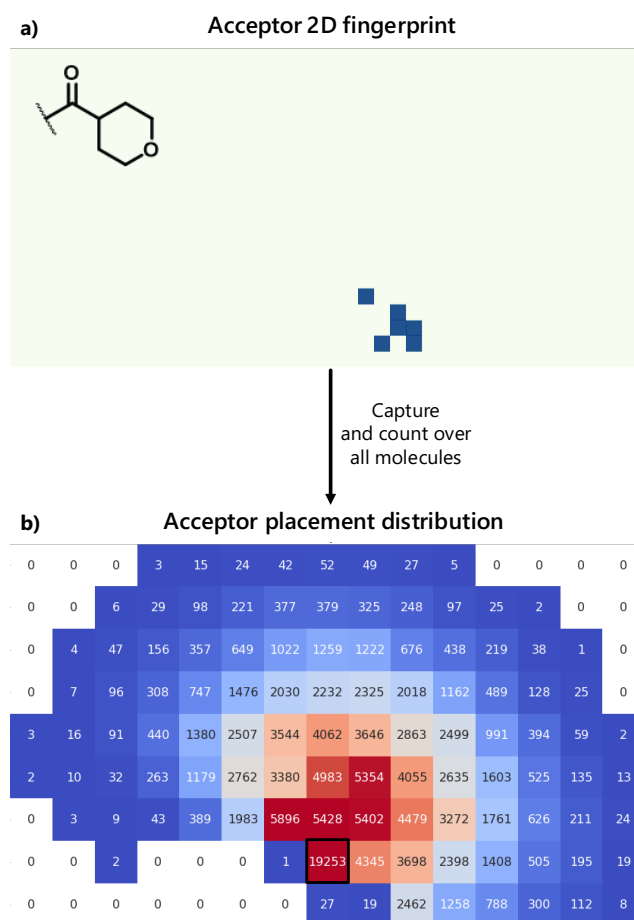 a) Acceptor 2D fingerprint
O
O
Capture
and count over
all molecules
b) Acceptor placement distribution
0 0 0 3 15 24 42 52 49 27 5 0 0 0 0
0 0 6 29 98 221 377 379 325 248 97 25 2 0 0
0 4 47 156 357 649 1022 1259 1222 676 438 219 38 1 0
0 7 96 308 747 1476 2030 2232 2325 2018 1162 489 128 25 0
3 16 91 440 1380 2507 3544 4062 3646 2863 2499 991 394 59 2
2 10 32 263 1179 2762 3380 4983 5354 4055 2635 1603 525 135 13
0 3 9 43 389 1983 5896 5428 5402 4479 3272 1761 626 211 24
0 0 2 0 0 0 1 19253 4345 3698 2398 1408 505 195 19
0 0 0 0 0 0 0 27 19 2462 1258 788 300 112 8